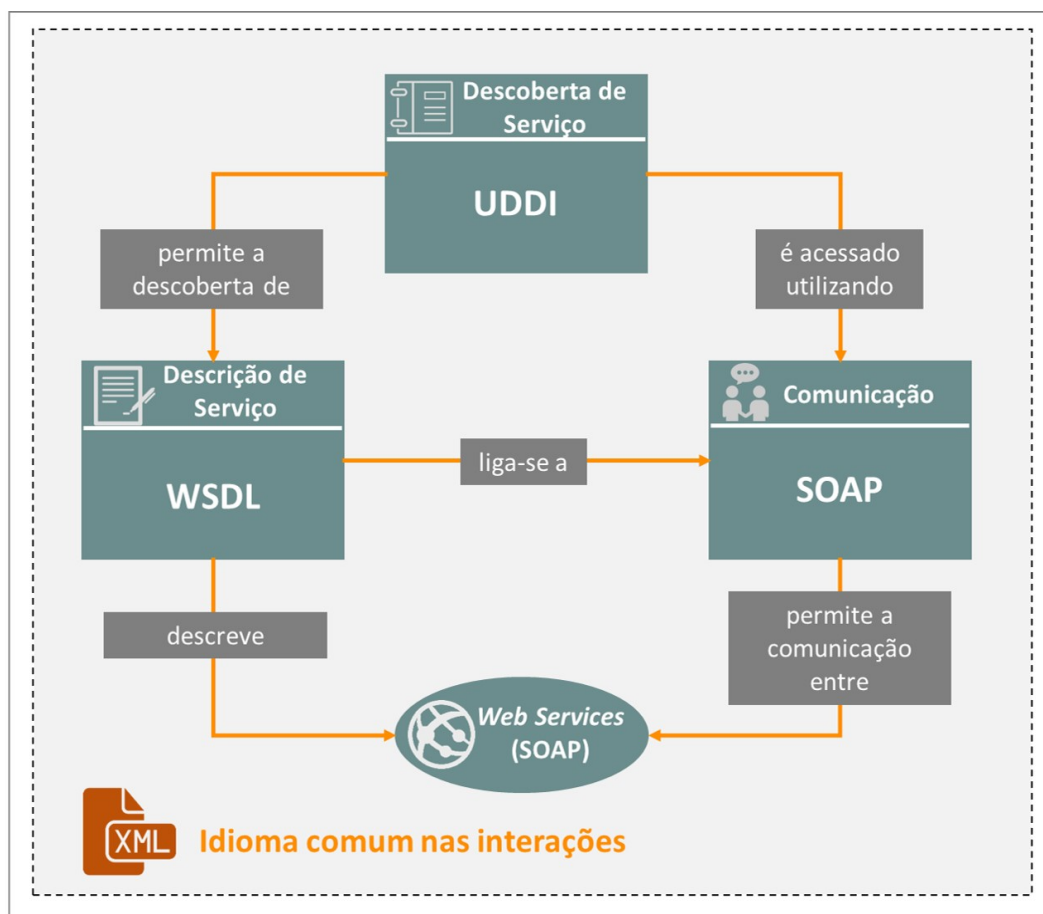 Descoberta de
Serviço
UDDI
permite a
descoberta de
é acessado
utilizando
Descrição de
Serviço
WSDL
liga-se a
Comunicação
SOAP
descreve
permite a
comunicação
entre
Web Services
(SOAP)
XML
Idioma comum nas interações